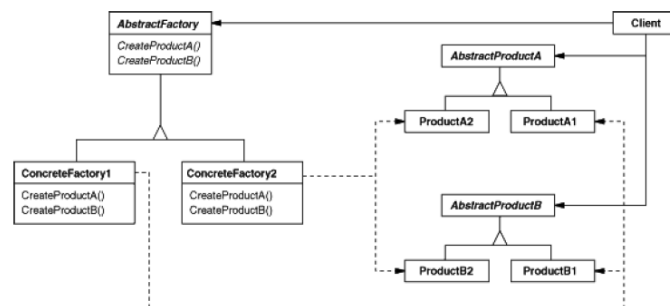 AbstractFactory
CreateProductA()
CreateProductB()
Client
AbstractProductA
ProductA2
ProductA1
ConcreteFactory1
CreateProductA()
CreateProductB()
ConcreteFactory2
CreateProductA()
CreateProductB()
AbstractProductB
ProductB2
ProductB1